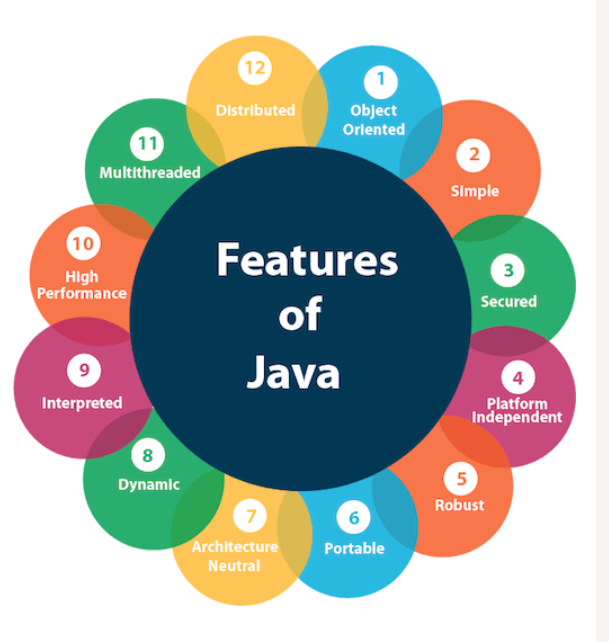 Features
of
Java
1
Object
Oriented
2
Simple
3
Secured
4
Platform
Independent
5
Robust
6
Portable
7
Architecture
Neutral
8
Dynamic
9
Interpreted
10
High
Performance
11
Multithreaded
12
Distributed